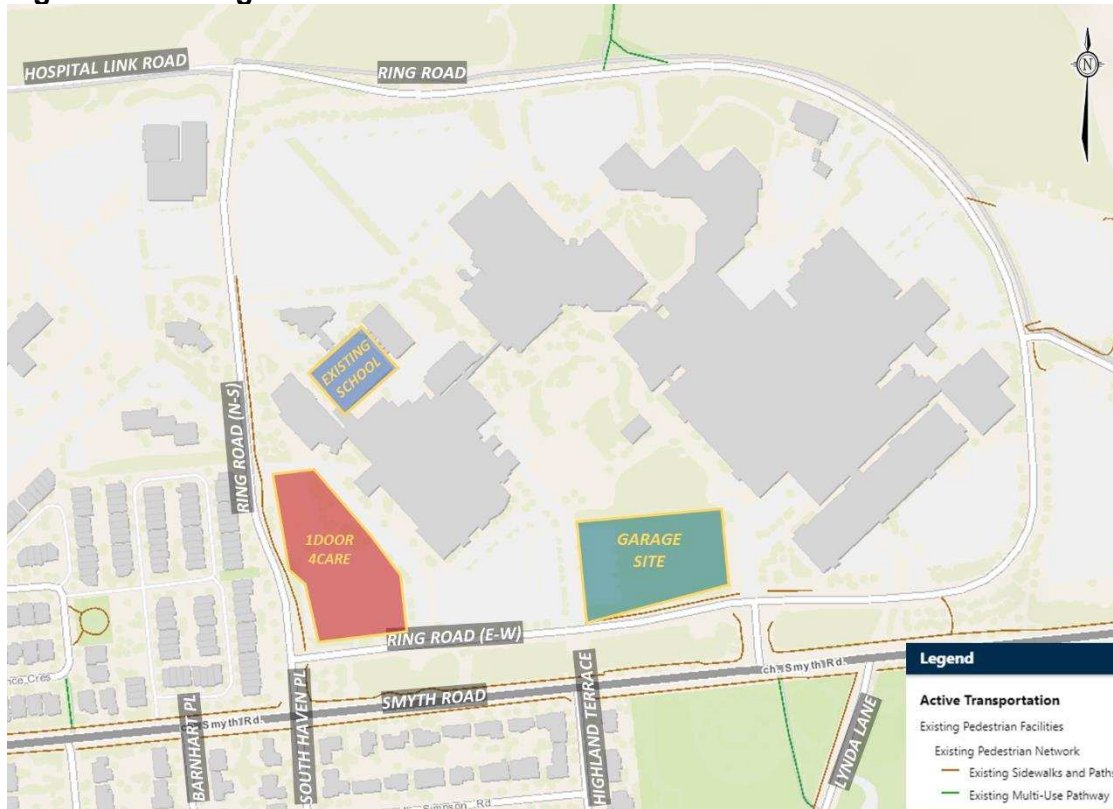 HOSPITAL LINK ROAD
RING ROAD
N
RING ROAD (N-S)
EXISTING
SCHOOL
1DOOR
4CARE
GARAGE
SITE
RING ROAD (E-W)
SMYTH ROAD
ch. Smyth Rd.
Smyth Rd.
BARNHART PL
SOUTH HAVEN PL
HIGHLAND TERRACE
LYNDA LANE
Legend
Active Transportation
Existing Pedestrian Facilities
Existing Pedestrian Network
Existing Sidewalks and Paths
Existing Multi-Use Pathway